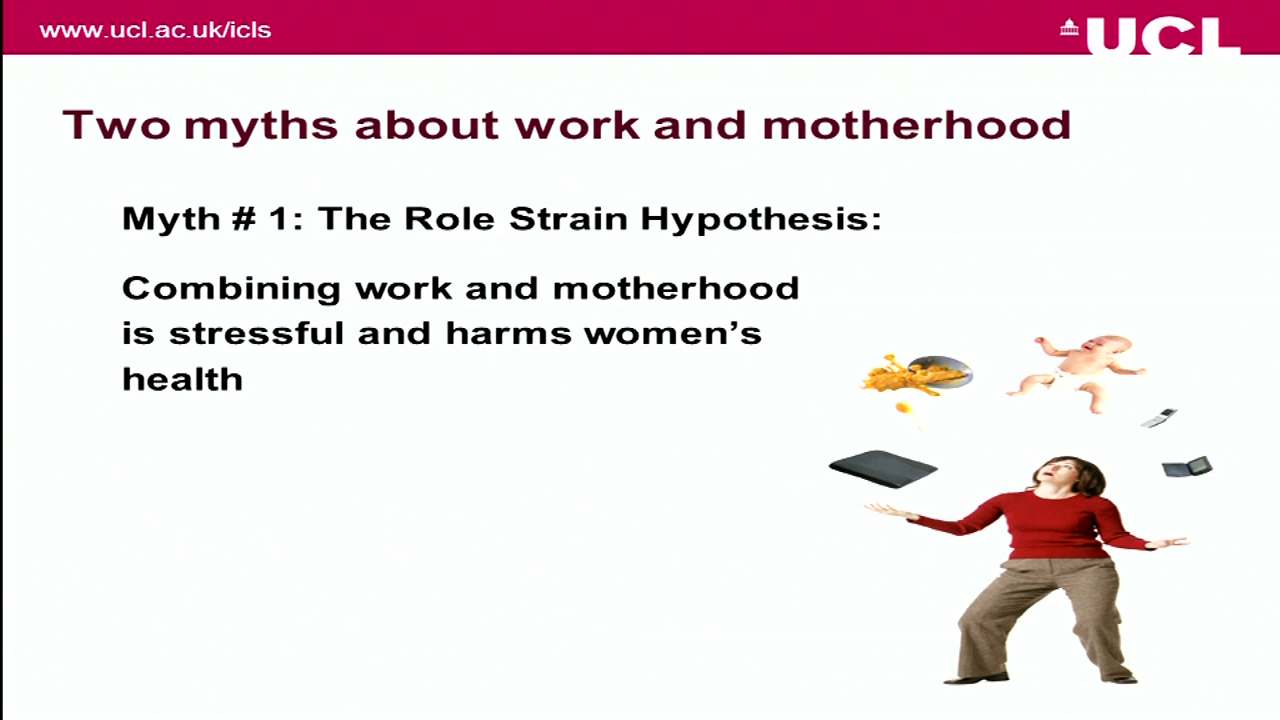 www.ucl.ac.uk/icls
UCL
Two myths about work and motherhood
Myth # 1: The Role Strain Hypothesis:
Combining work and motherhood
is stressful and harms women’s
health